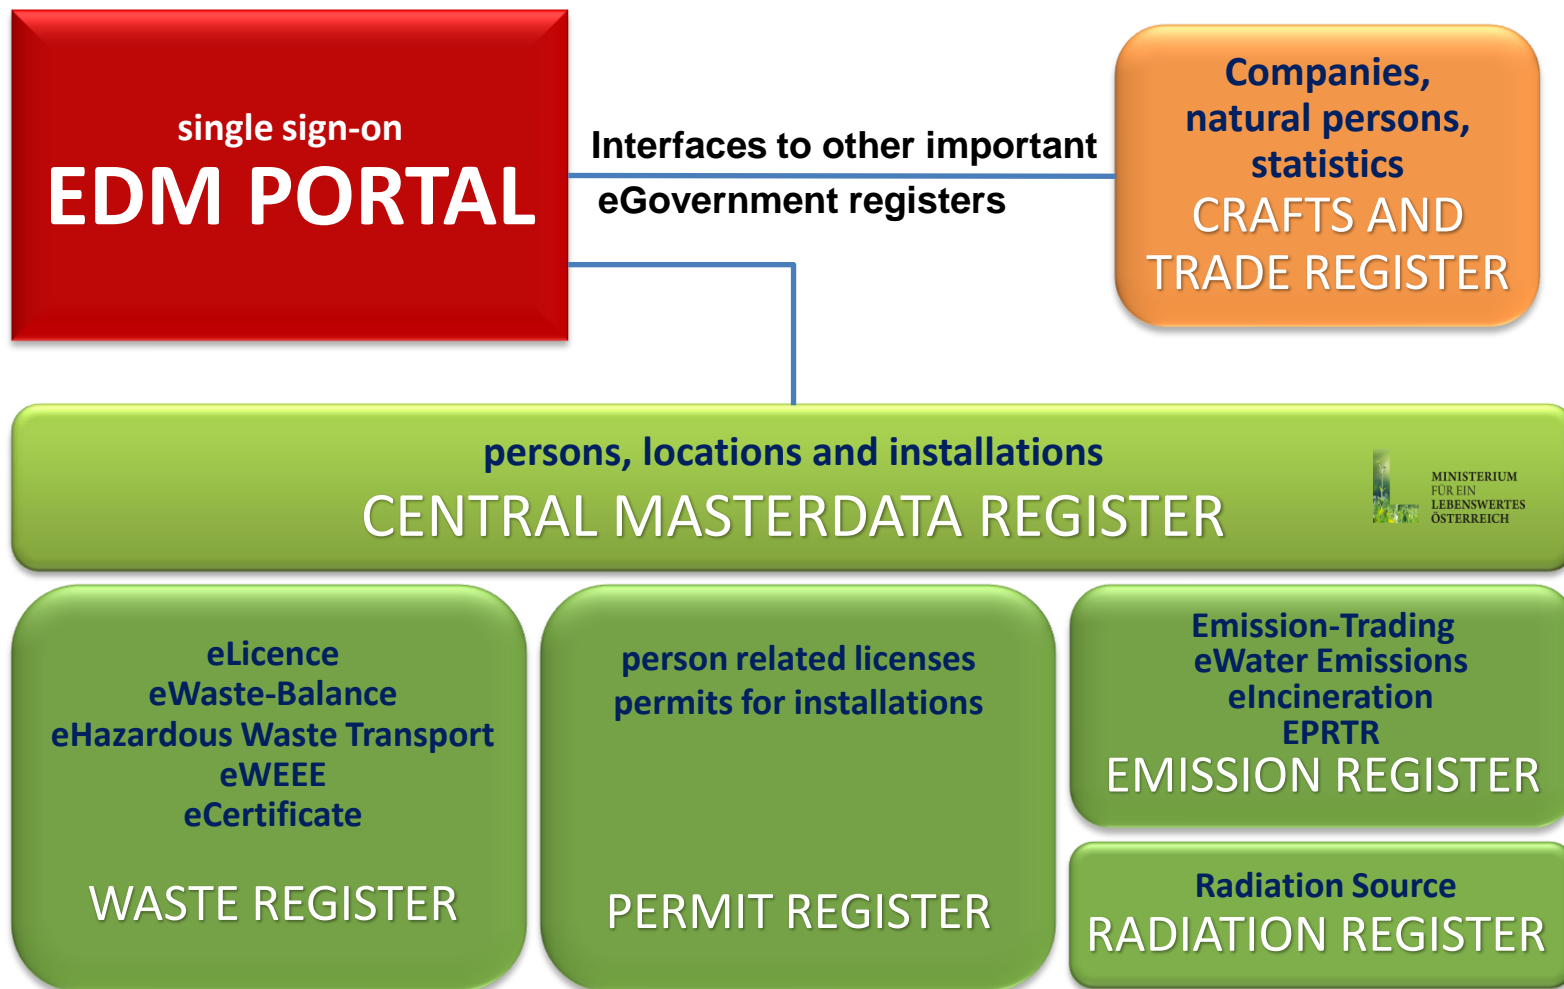 single sign-on
EDM PORTAL
Interfaces to other important
eGovernment registers
Companies,
natural persons,
statistics
CRAFTS AND
TRADE REGISTER
persons, locations and installations
CENTRAL MASTERDATA REGISTER
MINISTERIUM
FÜR EIN
LEBENSWERTES
ÖSTERREICH
eLicence
eWaste-Balance
eHazardous Waste Transport
eWEEE
eCertificate
WASTE REGISTER
person related licenses
permits for installations
PERMIT REGISTER
Emission-Trading
eWater Emissions
eIncineration
EPRTR
EMISSION REGISTER
Radiation Source
RADIATION REGISTER